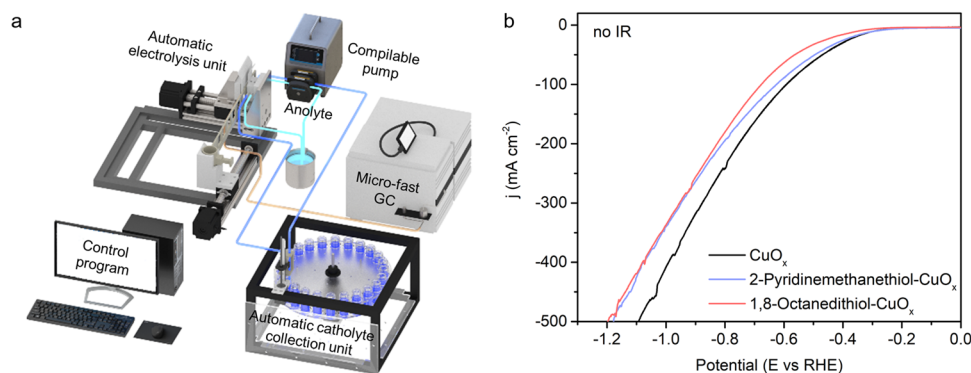 a
Automatic
electrolysis unit
Compilable
pump
Anolyte
Micro-fast
GC
Control
program
Automatic catholyte
collection unit
b
no IR
0
-100
-200
-300
-400
-500
j (mA cm⁻²)
CuOₓ
2-Pyridinemethanethiol-CuOₓ
1,8-Octanedithiol-CuOₓ
-1.2 -1.0 -0.8 -0.6 -0.4 -0.2 0.0
Potential (E vs RHE)